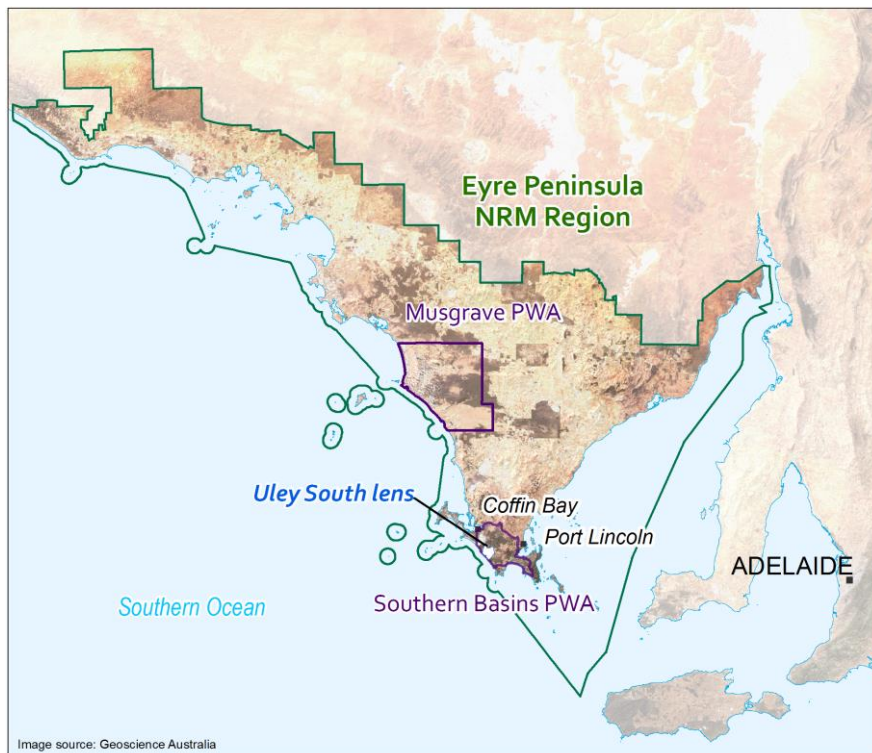 Eyre Peninsula
NRM Region
Musgrave PWA
Uley South lens
Coffin Bay
Port Lincoln
ADELAIDE
Southern Ocean
Southern Basins PWA
Image source: Geoscience Australia